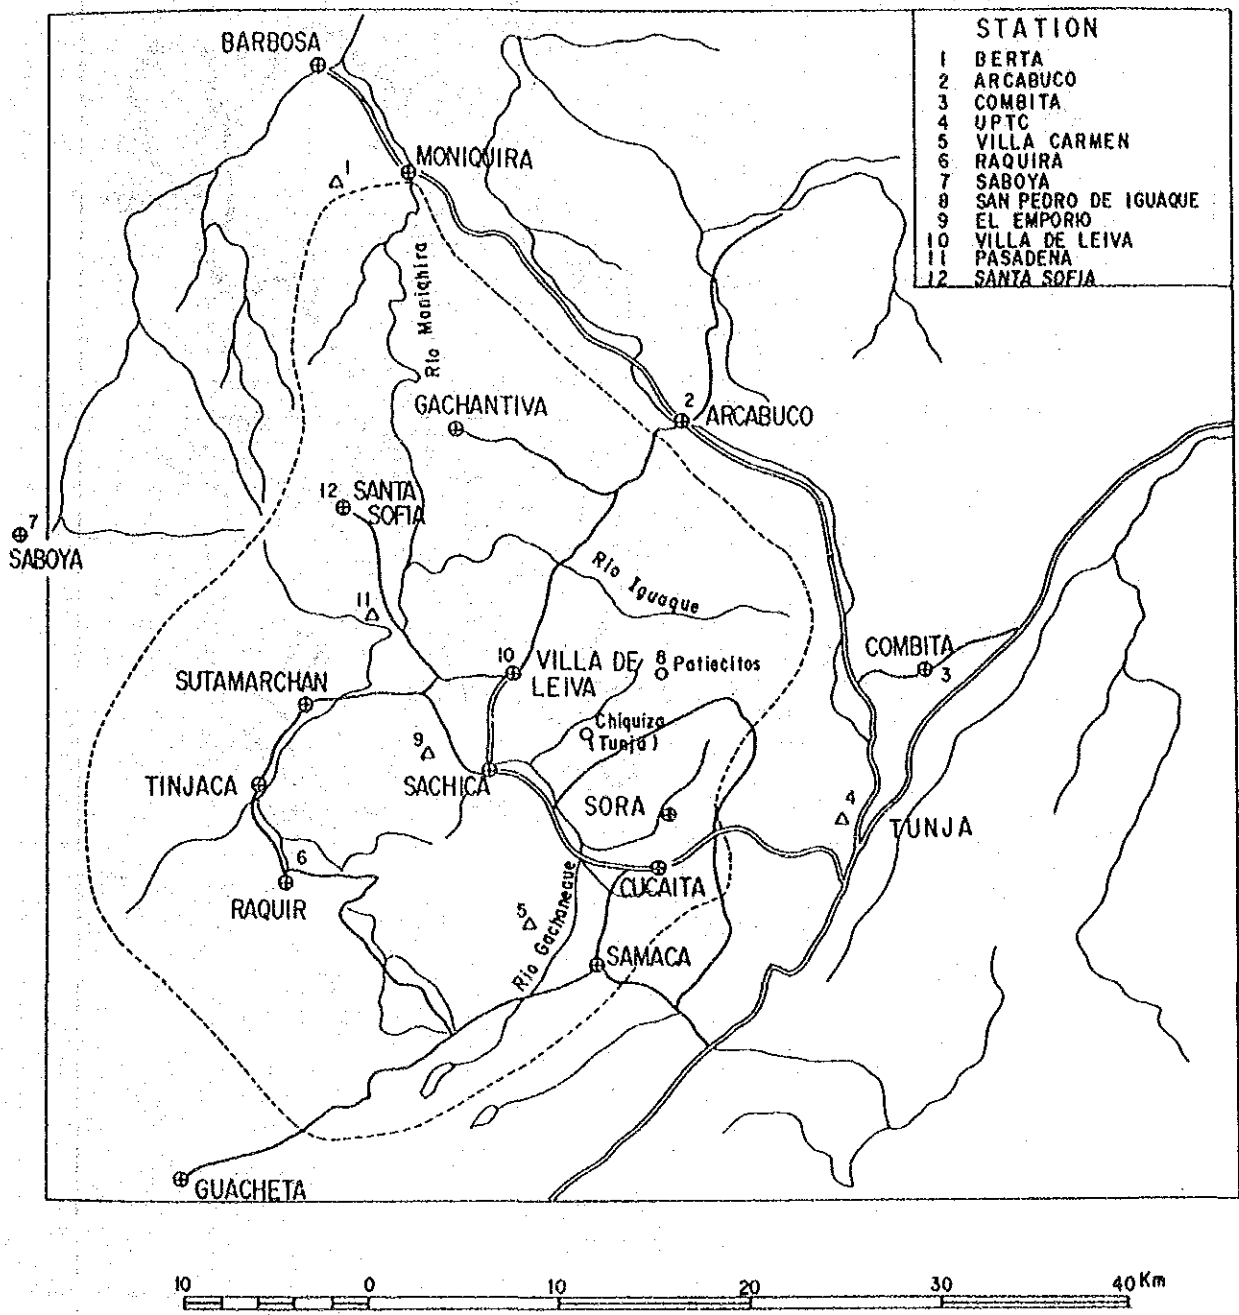 STATION
1 BERTA
2 ARCABUCO
3 COMBITA
4 UPTC
5 VILLA CARMEN
6 RAQUIRA
7 SABOYA
8 SAN PEDRO DE IGUAQUE
9 EL EMPORIO
10 VILLA DE LEIVA
11 PASADENA
12 SANTA SOFIA
BARBOSA
MONIQUIRA
1
Rio Moniqhira
GACHANTIVA
2
ARCABUCO
12 SANTA
SOFIA
7
SABOYA
Rio Iguaque
11
COMBITA
3
10
VILLA DE
LEIVA
8
Patiecitos
SUTAMARCHAN
Chiquiza
(Tunja)
9
SACHICA
TINJACA
SORA
4
TUNJA
6
RAQUIR
CUCAITA
5
Rio Gachaneque
SAMACA
GUACHETA
10 0 10 20 30 40 Km